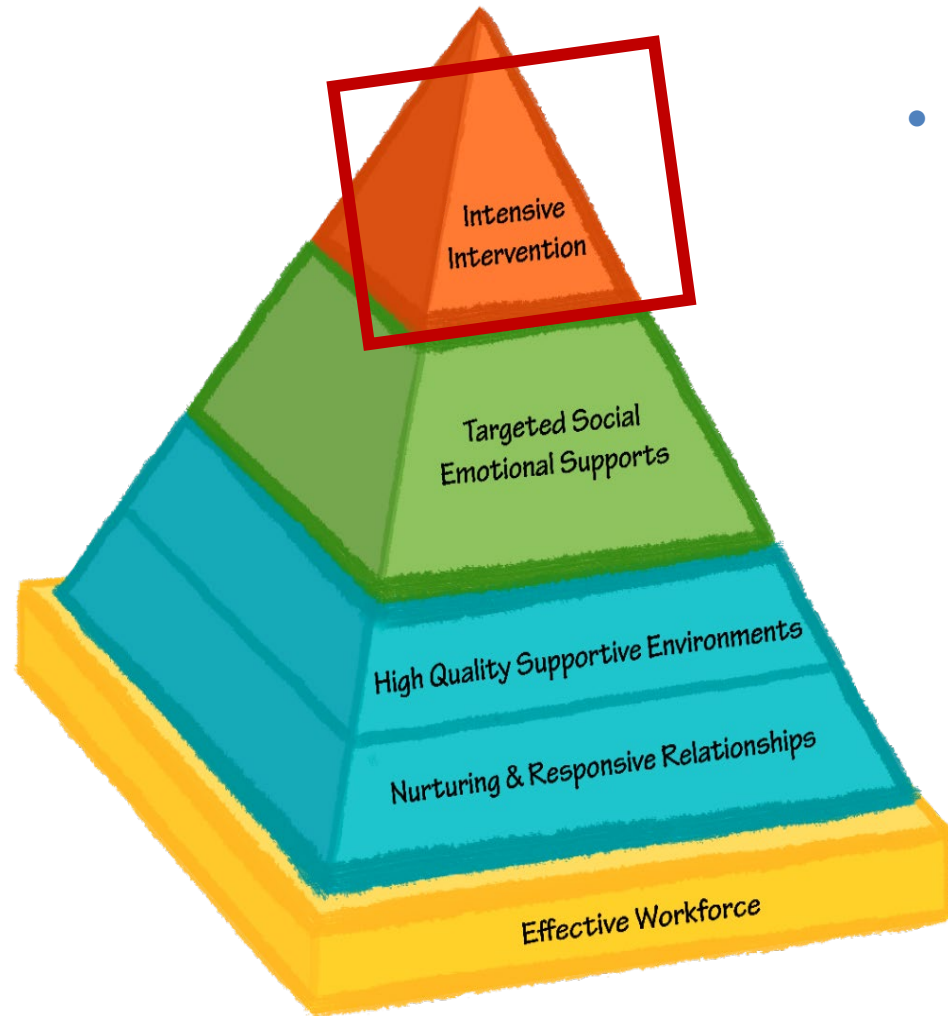 Intensive
Intervention
Targeted Social
Emotional Supports
High Quality Supportive Environments
Nurturing & Responsive Relationships
Effective Workforce